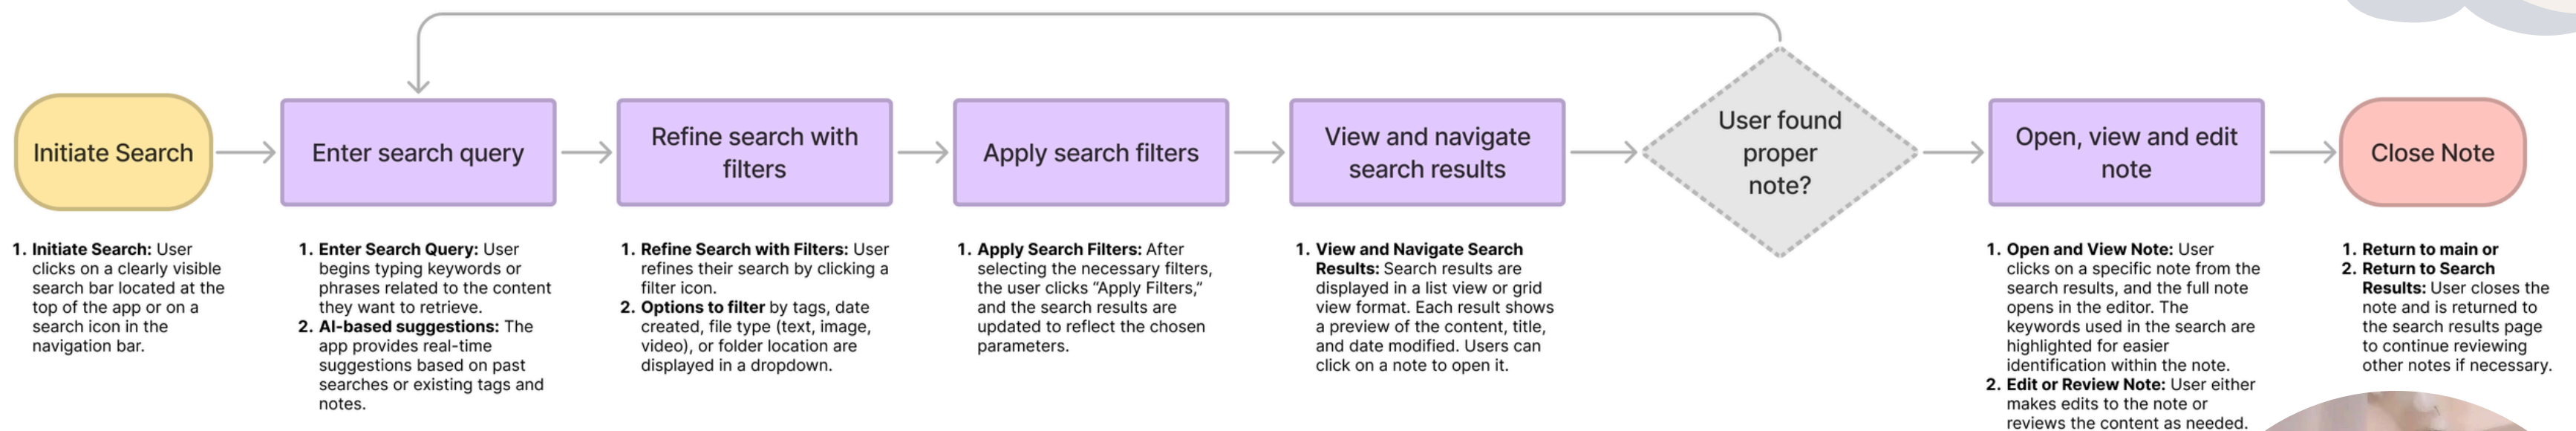 Initiate Search
Enter search query
Refine search with
filters
Apply search filters
View and navigate
search results
User found
proper
note?
Open, view and edit
note
Close Note
1. Initiate Search: User
clicks on a clearly visible
search bar located at the
top of the app or on a
search icon in the
navigation bar.
1. Enter Search Query: User
begins typing keywords or
phrases related to the content
they want to retrieve.
2. AI-based suggestions: The
app provides real-time
suggestions based on past
searches or existing tags and
notes.
1. Refine Search with Filters: User
refines their search by clicking a
filter icon.
2. Options to filter by tags, date
created, file type (text, image,
video), or folder location are
displayed in a dropdown.
1. Apply Search Filters: After
selecting the necessary filters,
the user clicks “Apply Filters,”
and the search results are
updated to reflect the chosen
parameters.
1. View and Navigate Search
Results: Search results are
displayed in a list view or grid
view format. Each result shows
a preview of the content, title,
and date modified. Users can
click on a note to open it.
1. Open and View Note: User
clicks on a specific note from the
search results, and the full note
opens in the editor. The
keywords used in the search are
highlighted for easier
identification within the note.
2. Edit or Review Note: User either
makes edits to the note or
reviews the content as needed.
1. Return to main or
2. Return to Search
Results: User closes the
note and is returned to
the search results page
to continue reviewing
other notes if necessary.